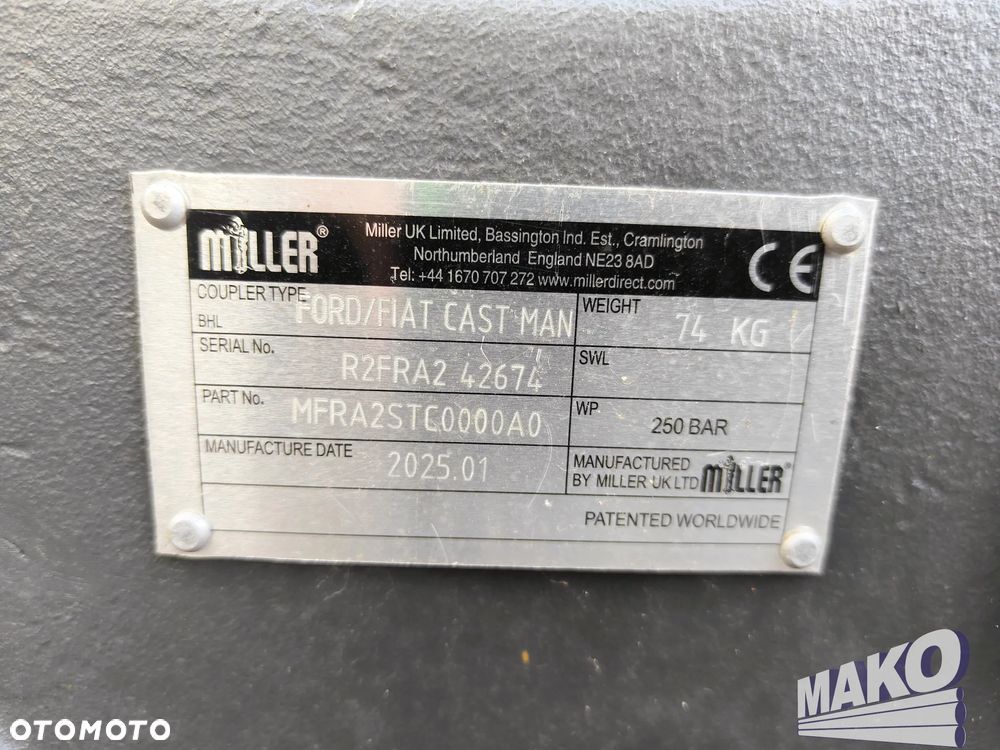 MILLER®
Miller UK Limited, Bassington Ind. Est., Cramlington
Northumberland England NE23 8AD
Tel: +44 1670 707 272 www.millerdirect.com
CE
COUPLER TYPE
BHL
FORD/FIAT CAST MAN
WEIGHT
74 KG
SERIAL No.
R2FRA2 42674
SWL
PART No.
MFRA2STC0000A0
WP
250 BAR
MANUFACTURE DATE
2025.01
MANUFACTURED
BY MILLER UK LTD
MILLER®
PATENTED WORLDWIDE
MAKO
OTOMOTO